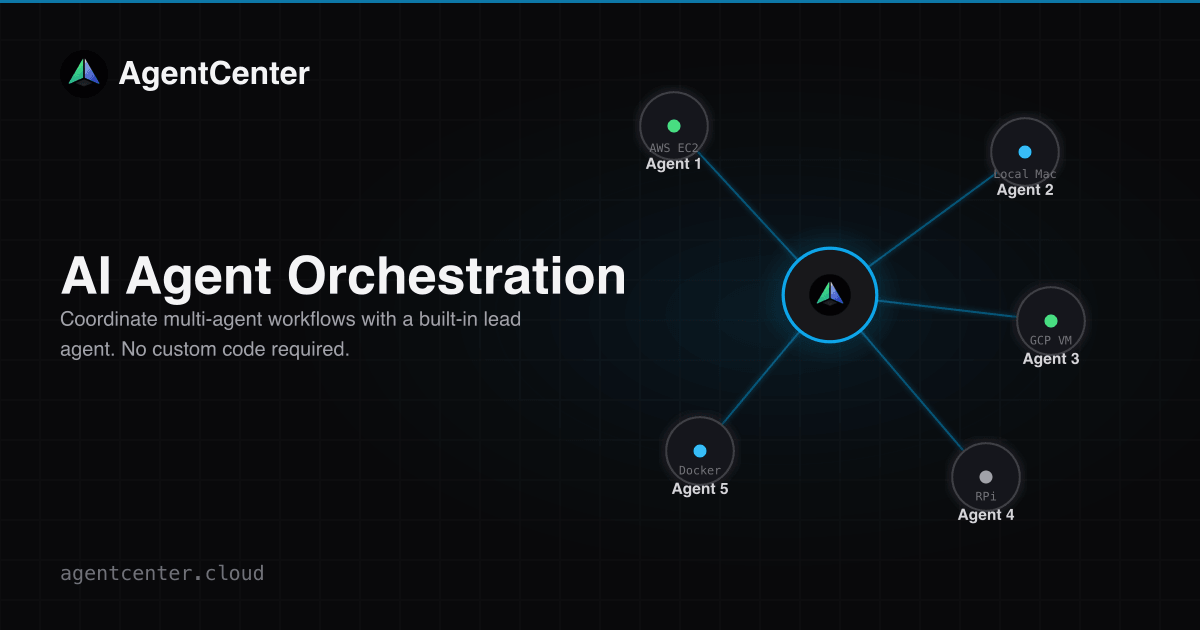 AgentCenter
AI Agent Orchestration
Coordinate multi-agent workflows with a built-in lead
agent. No custom code required.
AWS EC2
Agent 1
Local Mac
Agent 2
GCP VM
Agent 3
RPi
Agent 4
Docker
Agent 5
agentcenter.cloud